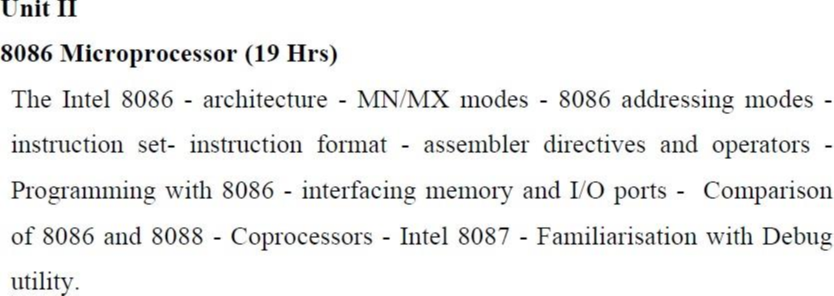 Unit II
8086 Microprocessor (19 Hrs)
The Intel 8086 - architecture - MN/MX modes - 8086 addressing modes -
instruction set- instruction format - assembler directives and operators -
Programming with 8086 - interfacing memory and I/O ports - Comparison
of 8086 and 8088 - Coprocessors - Intel 8087 - Familiarisation with Debug
utility.